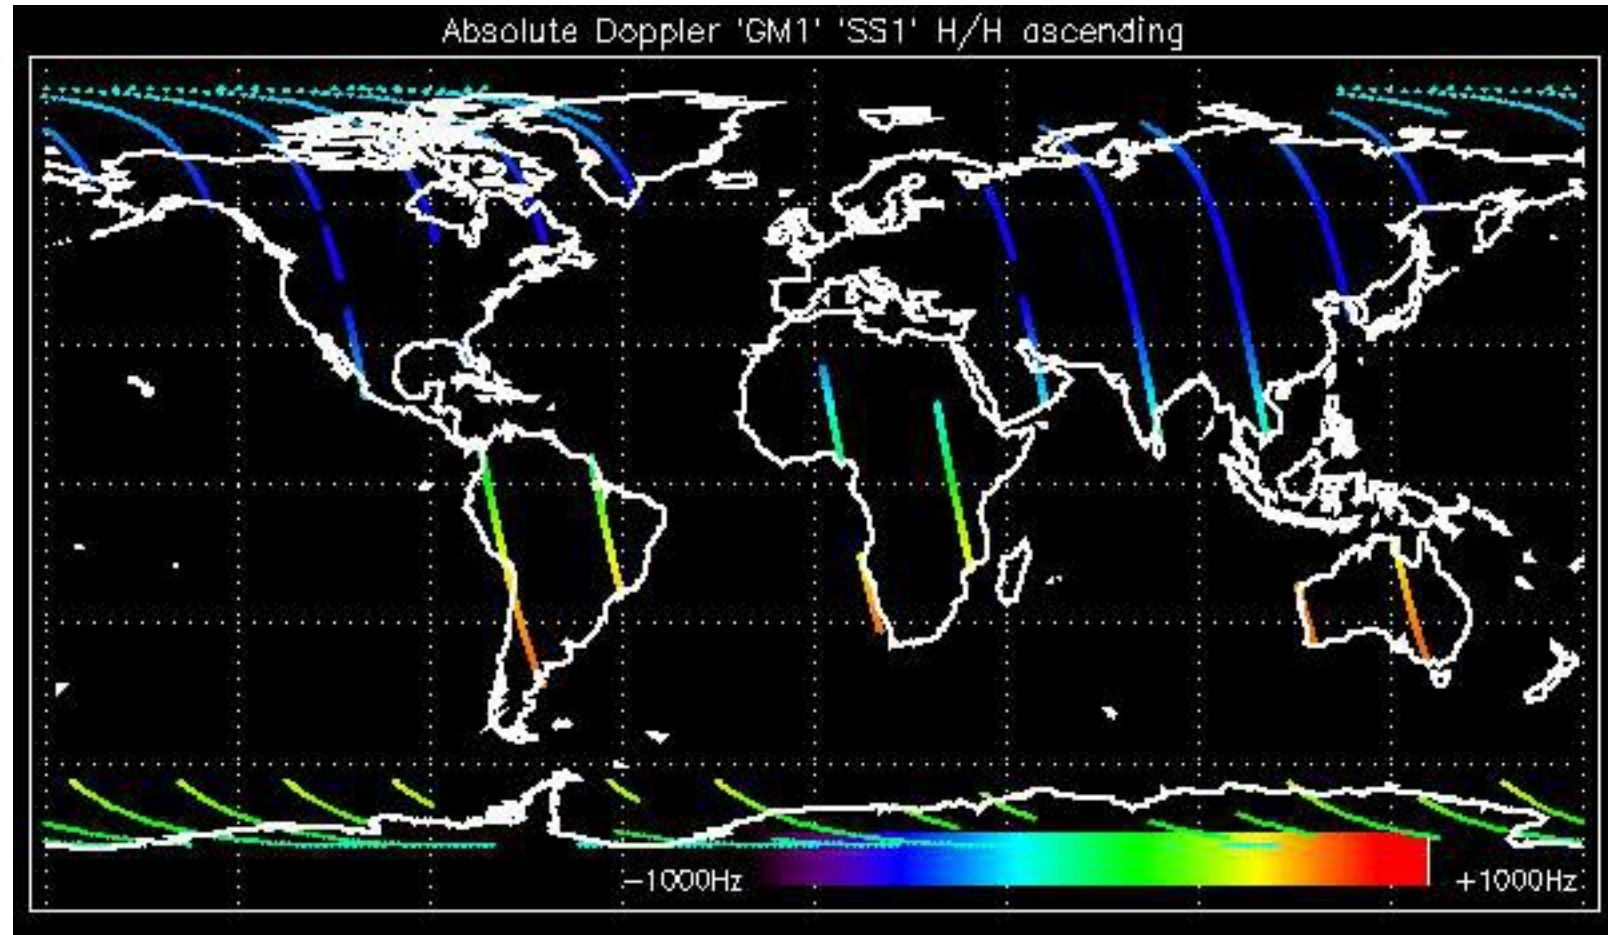 Absolute Doppler 'GM1' 'SS1' H/H ascending
−1000Hz +1000Hz